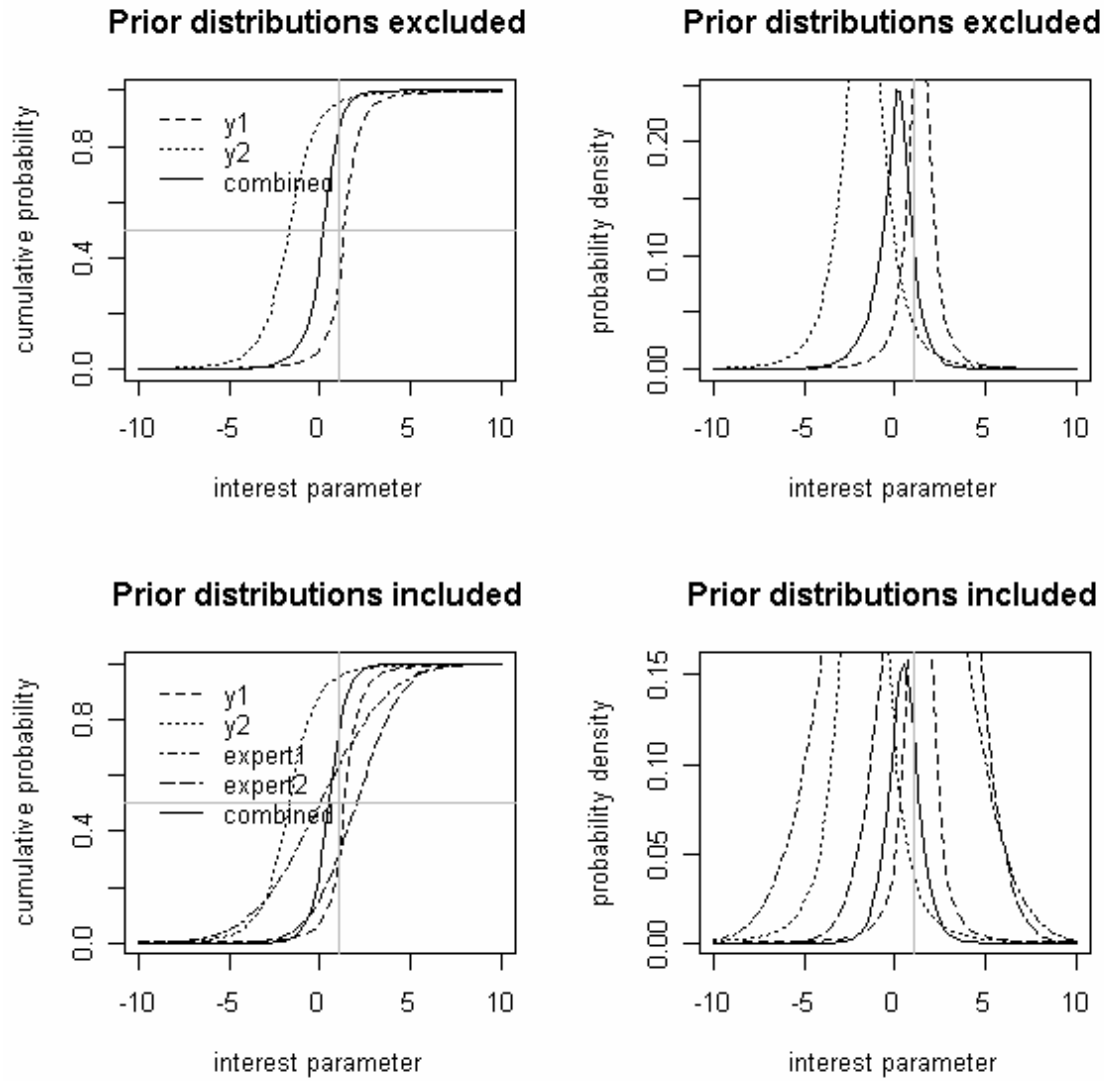 Prior distributions excluded
cumulative probability
0.0 0.4 0.8
y1
y2
combined
-10 -5 0 5 10
interest parameter
Prior distributions excluded
probability density
0.00 0.10 0.20
-10 -5 0 5 10
interest parameter
Prior distributions included
cumulative probability
0.0 0.4 0.8
y1
y2
expert1
expert2
combined
-10 -5 0 5 10
interest parameter
Prior distributions included
probability density
0.00 0.05 0.10 0.15
-10 -5 0 5 10
interest parameter